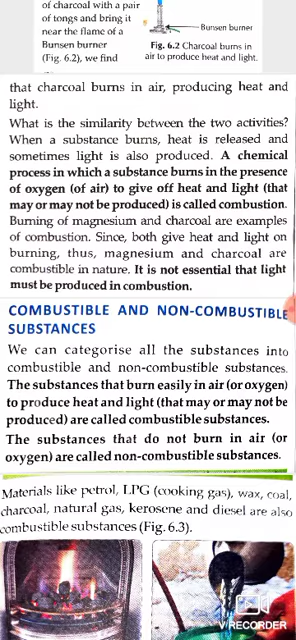 of charcoal with a pair
of tongs and bring it
near the flame of a
Bunsen burner
(Fig. 6.2), we find
Bunsen burner
Fig. 6.2 Charcoal burns in
air to produce heat and light.
that charcoal burns in air, producing heat and
light.
What is the similarity between the two activities?
When a substance burns, heat is released and
sometimes light is also produced. A chemical
process in which a substance burns in the presence
of oxygen (of air) to give off heat and light (that
may or may not be produced) is called combustion.
Burning of magnesium and charcoal are examples
of combustion. Since, both give heat and light on
burning, thus, magnesium and charcoal are
combustible in nature. It is not essential that light
must be produced in combustion.
COMBUSTIBLE AND NON-COMBUSTIBLE
SUBSTANCES
We can categorise all the substances into
combustible and non-combustible substances.
The substances that burn easily in air (or oxygen)
to produce heat and light (that may or may not be
produced) are called combustible substances.
The substances that do not burn in air (or
oxygen) are called non-combustible substances.
Materials like petrol, LPG (cooking gas), wax, coal,
charcoal, natural gas, kerosene and diesel are also
combustible substances (Fig. 6.3).
V RECORDER